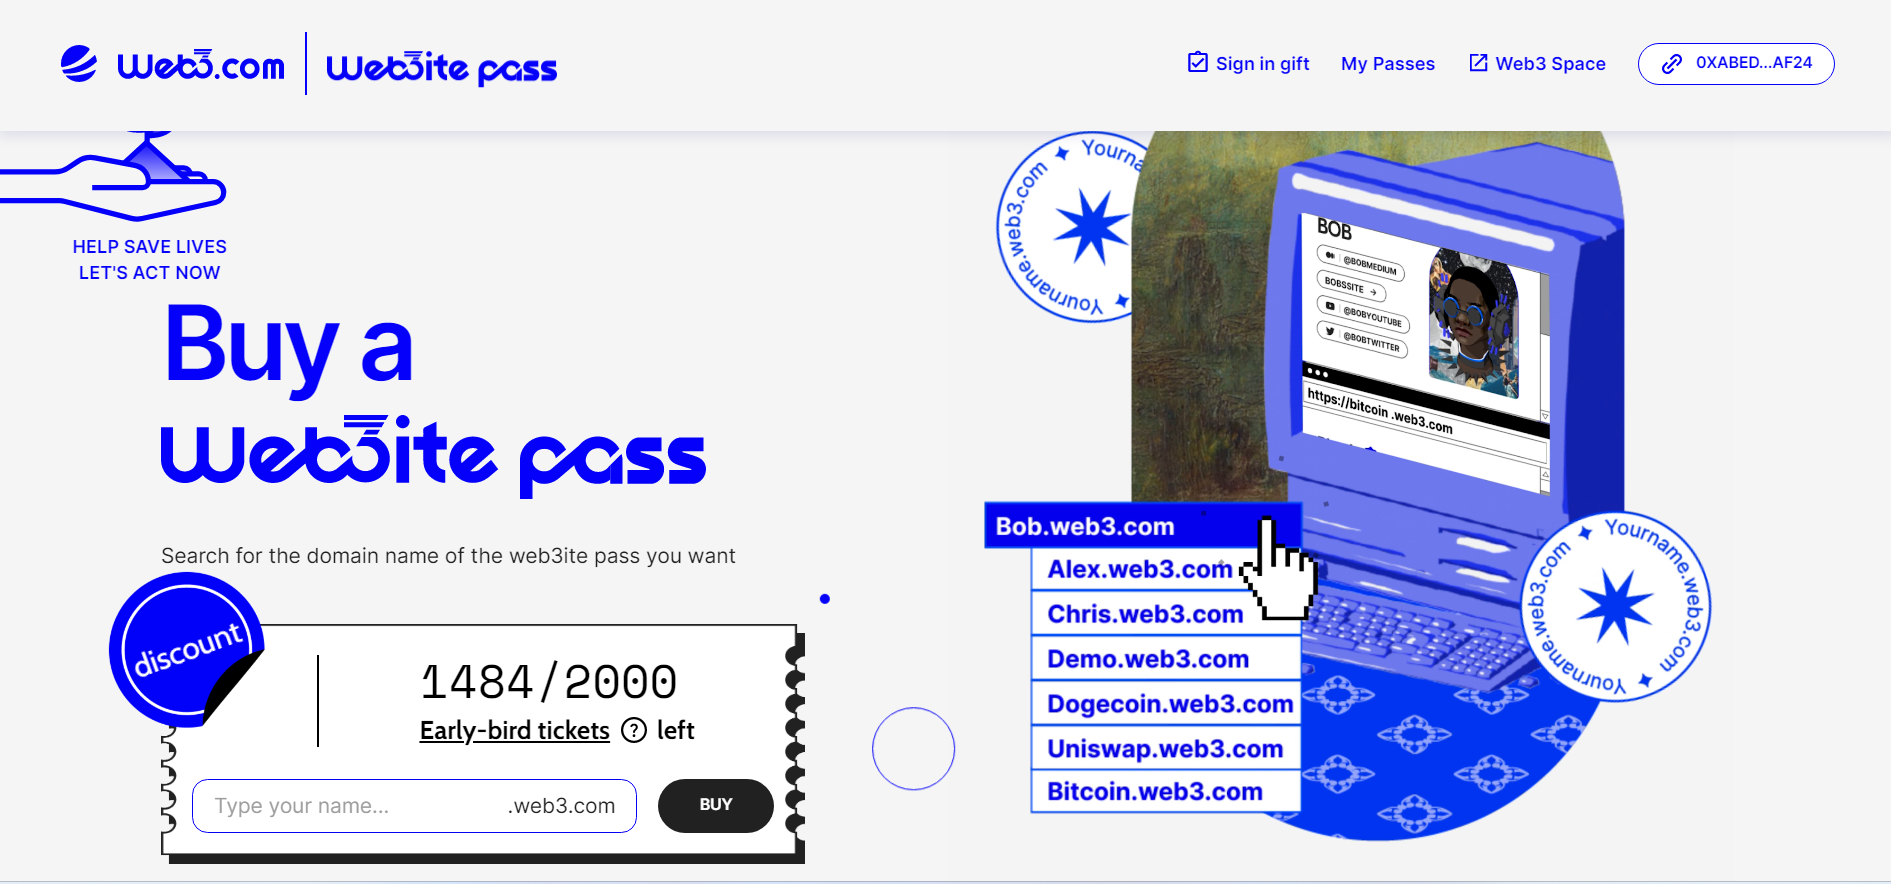 Web3.com
Web3ite pass
Sign in gift
My Passes
Web3 Space
0XABED...AF24
HELP SAVE LIVES
LET'S ACT NOW
Buy a
Web3ite pass
Search for the domain name of the web3ite pass you want
discount
1484/2000
Early-bird tickets ? left
Type your name...
.web3.com
BUY
Yourna
Yourname.web3.com
BOB
@BOBMEDIUM
BOBSSITE →
@BOBYOUTUBE
@BOBTWITTER
https://bitcoin .web3.com
Bob.web3.com
Alex.web3.com
Chris.web3.com
Demo.web3.com
Dogecoin.web3.com
Uniswap.web3.com
Bitcoin.web3.com
Yourname.web3.com
Yourname.web3.com